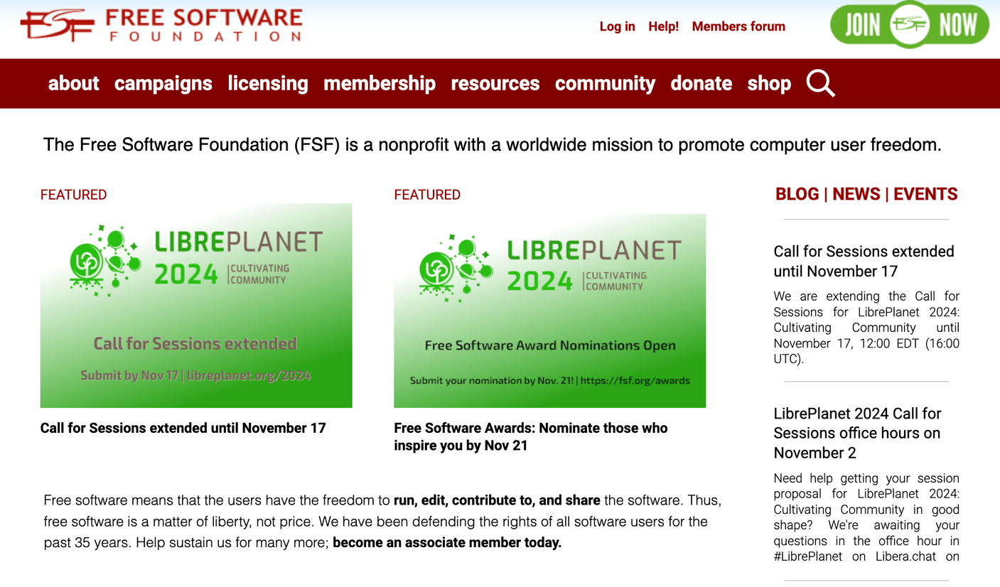 FREE SOFTWARE
FOUNDATION
Log in Help! Members forum
JOIN FSF NOW
about campaigns licensing membership resources community donate shop
The Free Software Foundation (FSF) is a nonprofit with a worldwide mission to promote computer user freedom.
FEATURED
LIBREPLANET
2024 | CULTIVATING
COMMUNITY
Call for Sessions extended
Submit by Nov 17 | libreplanet.org/2024
Call for Sessions extended until November 17
FEATURED
LIBREPLANET
2024 | CULTIVATING
COMMUNITY
Free Software Award Nominations Open
Submit your nomination by Nov. 21! | https://fsf.org/awards
Free Software Awards: Nominate those who
inspire you by Nov 21
Free software means that the users have the freedom to run, edit, contribute to, and share the software. Thus,
free software is a matter of liberty, not price. We have been defending the rights of all software users for the
past 35 years. Help sustain us for many more; become an associate member today.
BLOG | NEWS | EVENTS
Call for Sessions extended
until November 17
We are extending the Call for
Sessions for LibrePlanet 2024:
Cultivating Community until
November 17, 12:00 EDT (16:00
UTC).
LibrePlanet 2024 Call for
Sessions office hours on
November 2
Need help getting your session
proposal for LibrePlanet 2024:
Cultivating Community in good
shape? We're awaiting your
questions in the office hour in
#LibrePlanet on Libera.chat on